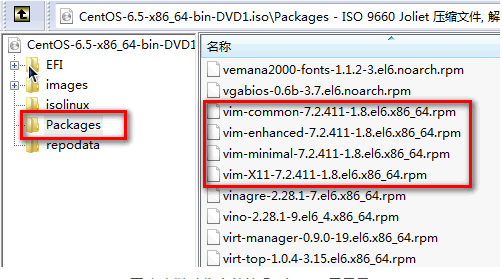 CentOS-6.5-x86_64-bin-DVD1.iso\Packages - ISO 9660 Joliet 压缩文件, 解
CentOS-6.5-x86_64-bin-DVD1
EFI
images
isolinux
Packages
repodata
名称
vemana2000-fonts-1.1.2-3.el6.noarch.rpm
vgabios-0.6b-3.7.el6.noarch.rpm
vim-common-7.2.411-1.8.el6.x86_64.rpm
vim-enhanced-7.2.411-1.8.el6.x86_64.rpm
vim-minimal-7.2.411-1.8.el6.x86_64.rpm
vim-X11-7.2.411-1.8.el6.x86_64.rpm
vinagre-2.28.1-7.el6.x86_64.rpm
vino-2.28.1-9.el6_4.x86_64.rpm
virt-manager-0.9.0-19.el6.x86_64.rpm
virt-top-1.0.4-3.15.el6.x86_64.rpm